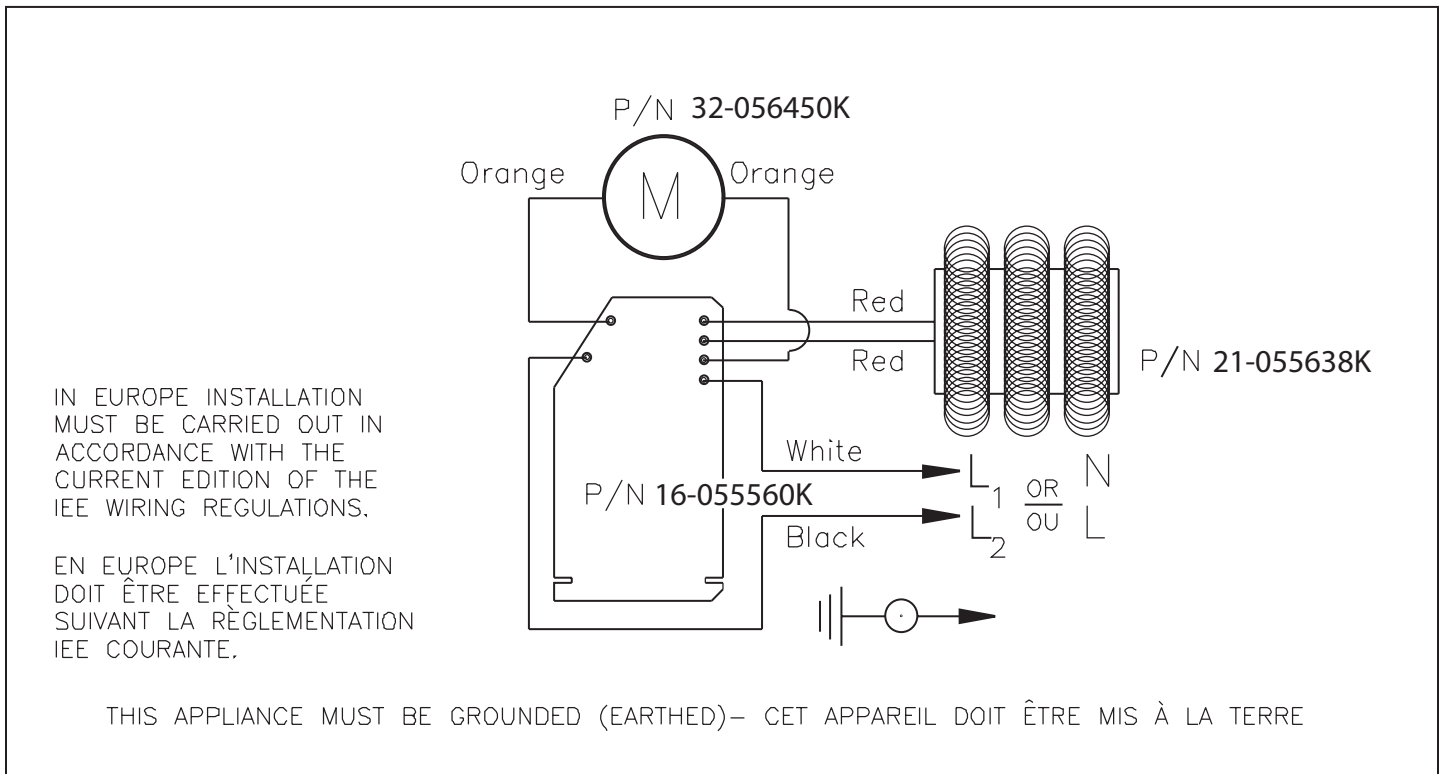 P/N 32-056450K
Orange
Orange
M
Red
Red
P/N 21-055638K
IN EUROPE INSTALLATION
MUST BE CARRIED OUT IN
ACCORDANCE WITH THE
CURRENT EDITION OF THE
IEE WIRING REGULATIONS.
White
L1 OR N
P/N 16-055560K
Black
L2 OU L
EN EUROPE L'INSTALLATION
DOIT ÊTRE EFFECTUÉE
SUIVANT LA RÈGLEMENTATION
IEE COURANTE.
THIS APPLIANCE MUST BE GROUNDED (EARTHED)– CET APPAREIL DOIT ÊTRE MIS À LA TERRE